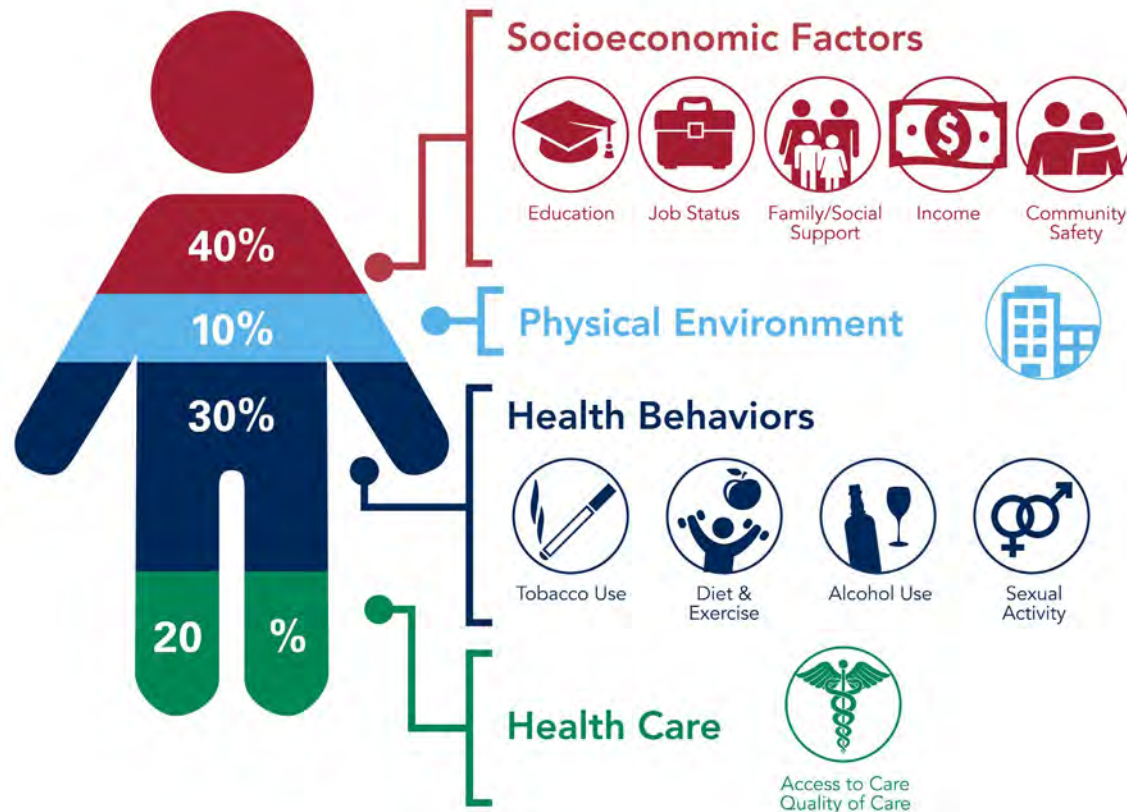 Socioeconomic Factors
$
Education
Job Status
Family/Social
Support
Income
Community
Safety
40%
10%
Physical Environment
30%
Health Behaviors
Tobacco Use
Diet &
Exercise
Alcohol Use
Sexual
Activity
20 %
Health Care
Access to Care
Quality of Care